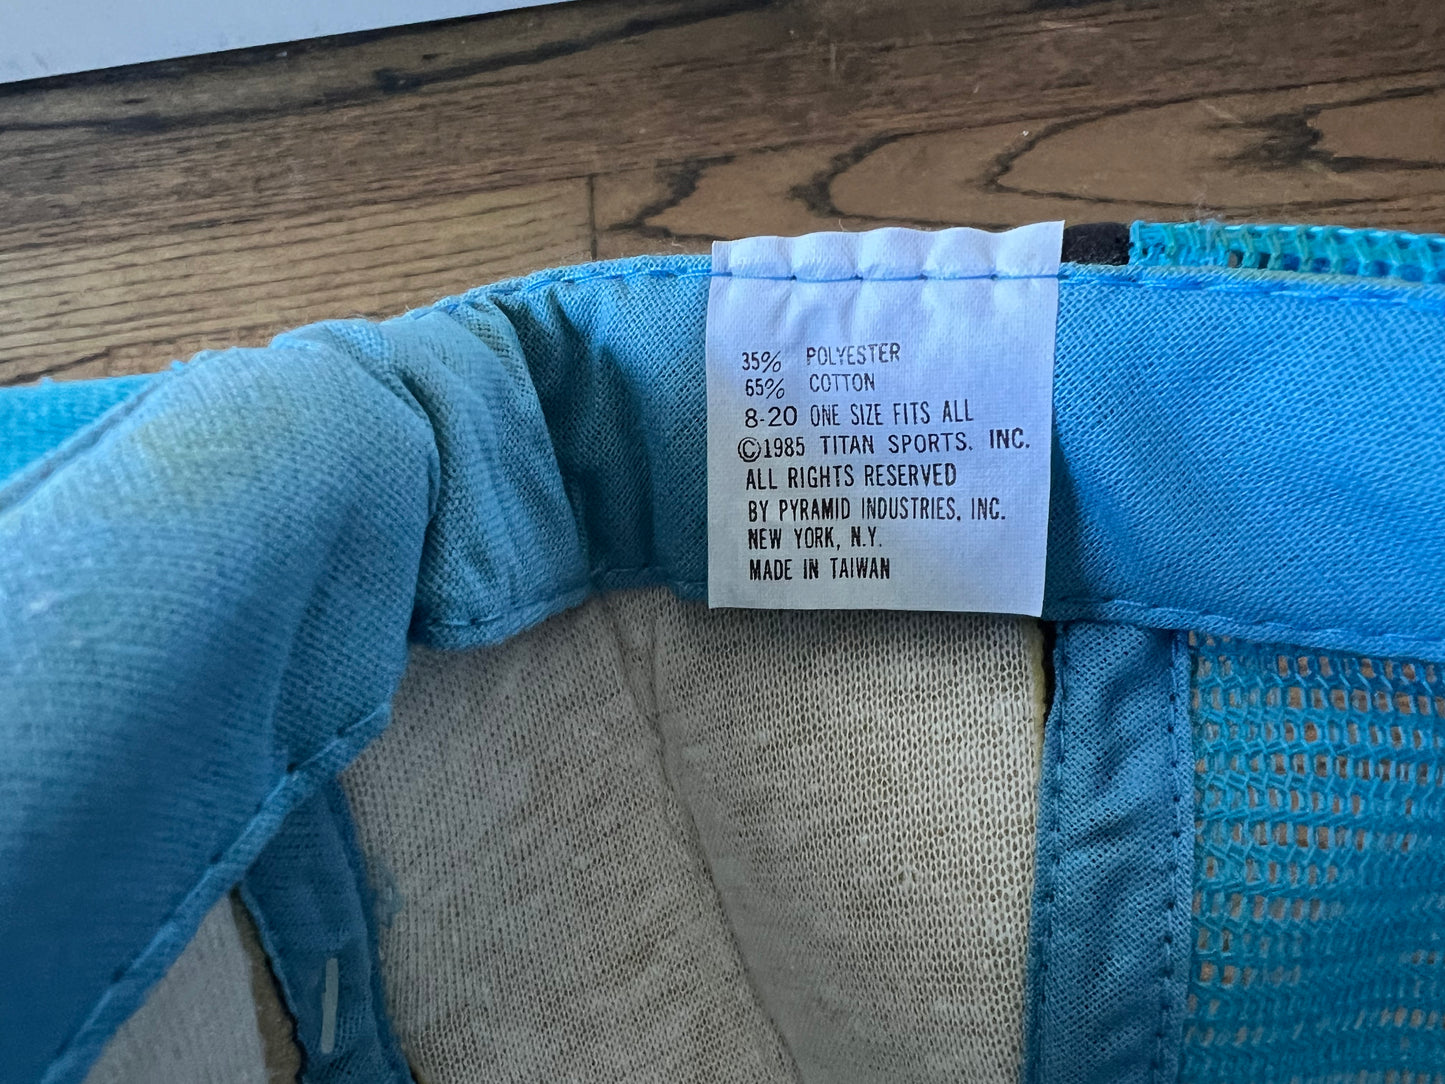 35% POLYESTER
65% COTTON
8-20 ONE SIZE FITS ALL
©1985 TITAN SPORTS. INC.
ALL RIGHTS RESERVED
BY PYRAMID INDUSTRIES, INC.
NEW YORK, N.Y.
MADE IN TAIWAN